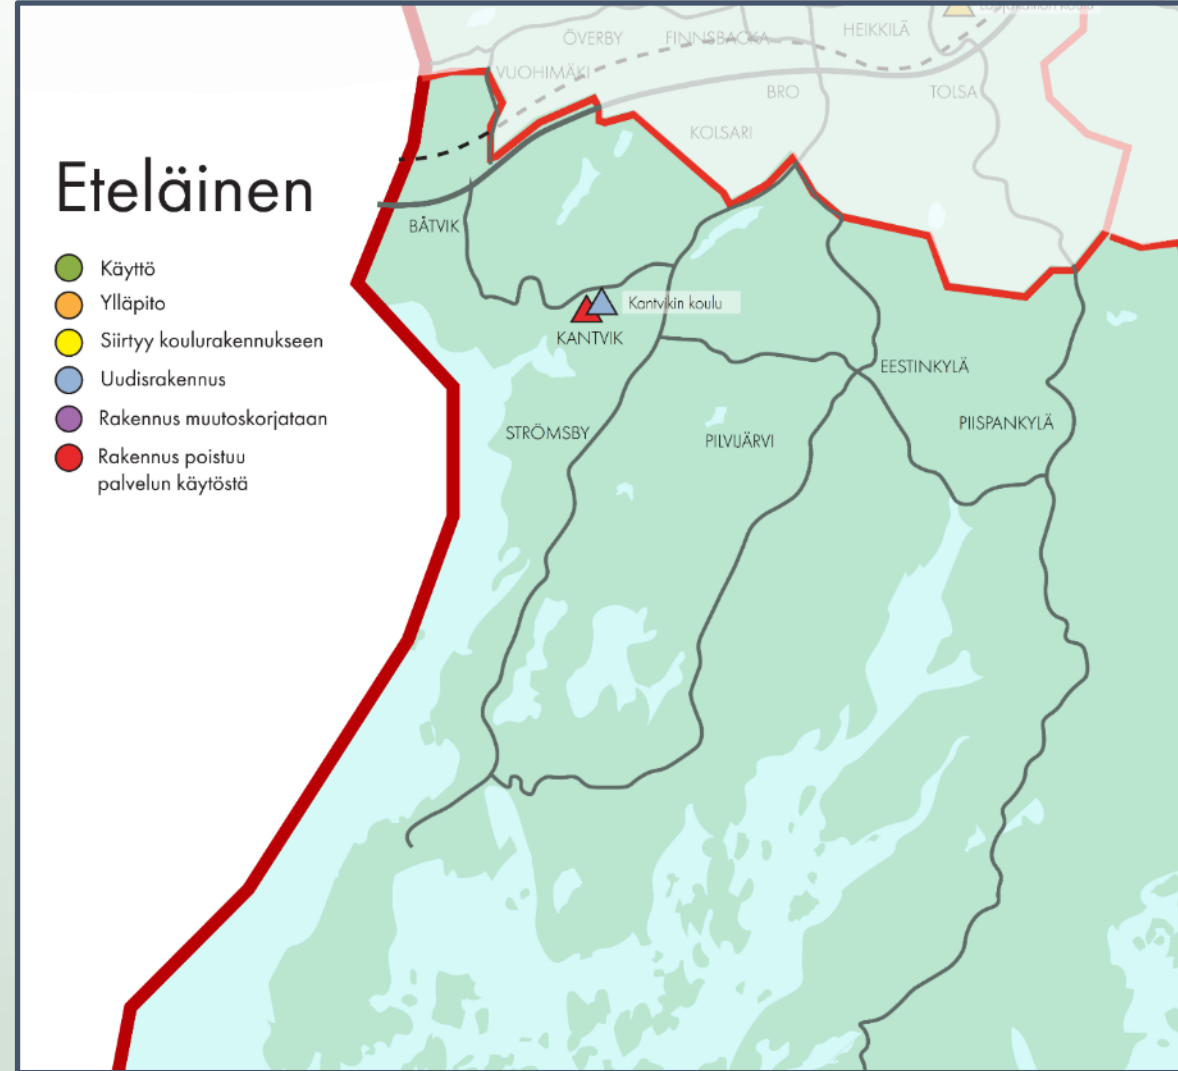 Eteläinen
Käyttö
Ylläpito
Siirtyy koulurakennukseen
Uudisrakennus
Rakennus muutoskorjataan
Rakennus poistuu
palvelun käytöstä
ÖVERBY
FINNSBACKA
HEIKKILÄ
VUOHIMÄKI
BRO
TOLSA
KOLSARI
BÅTVIK
Kantvikin koulu
KANTVIK
EESTINKYLÄ
STRÖMSBY
PILVIJÄRVI
PIISPANKYLÄ